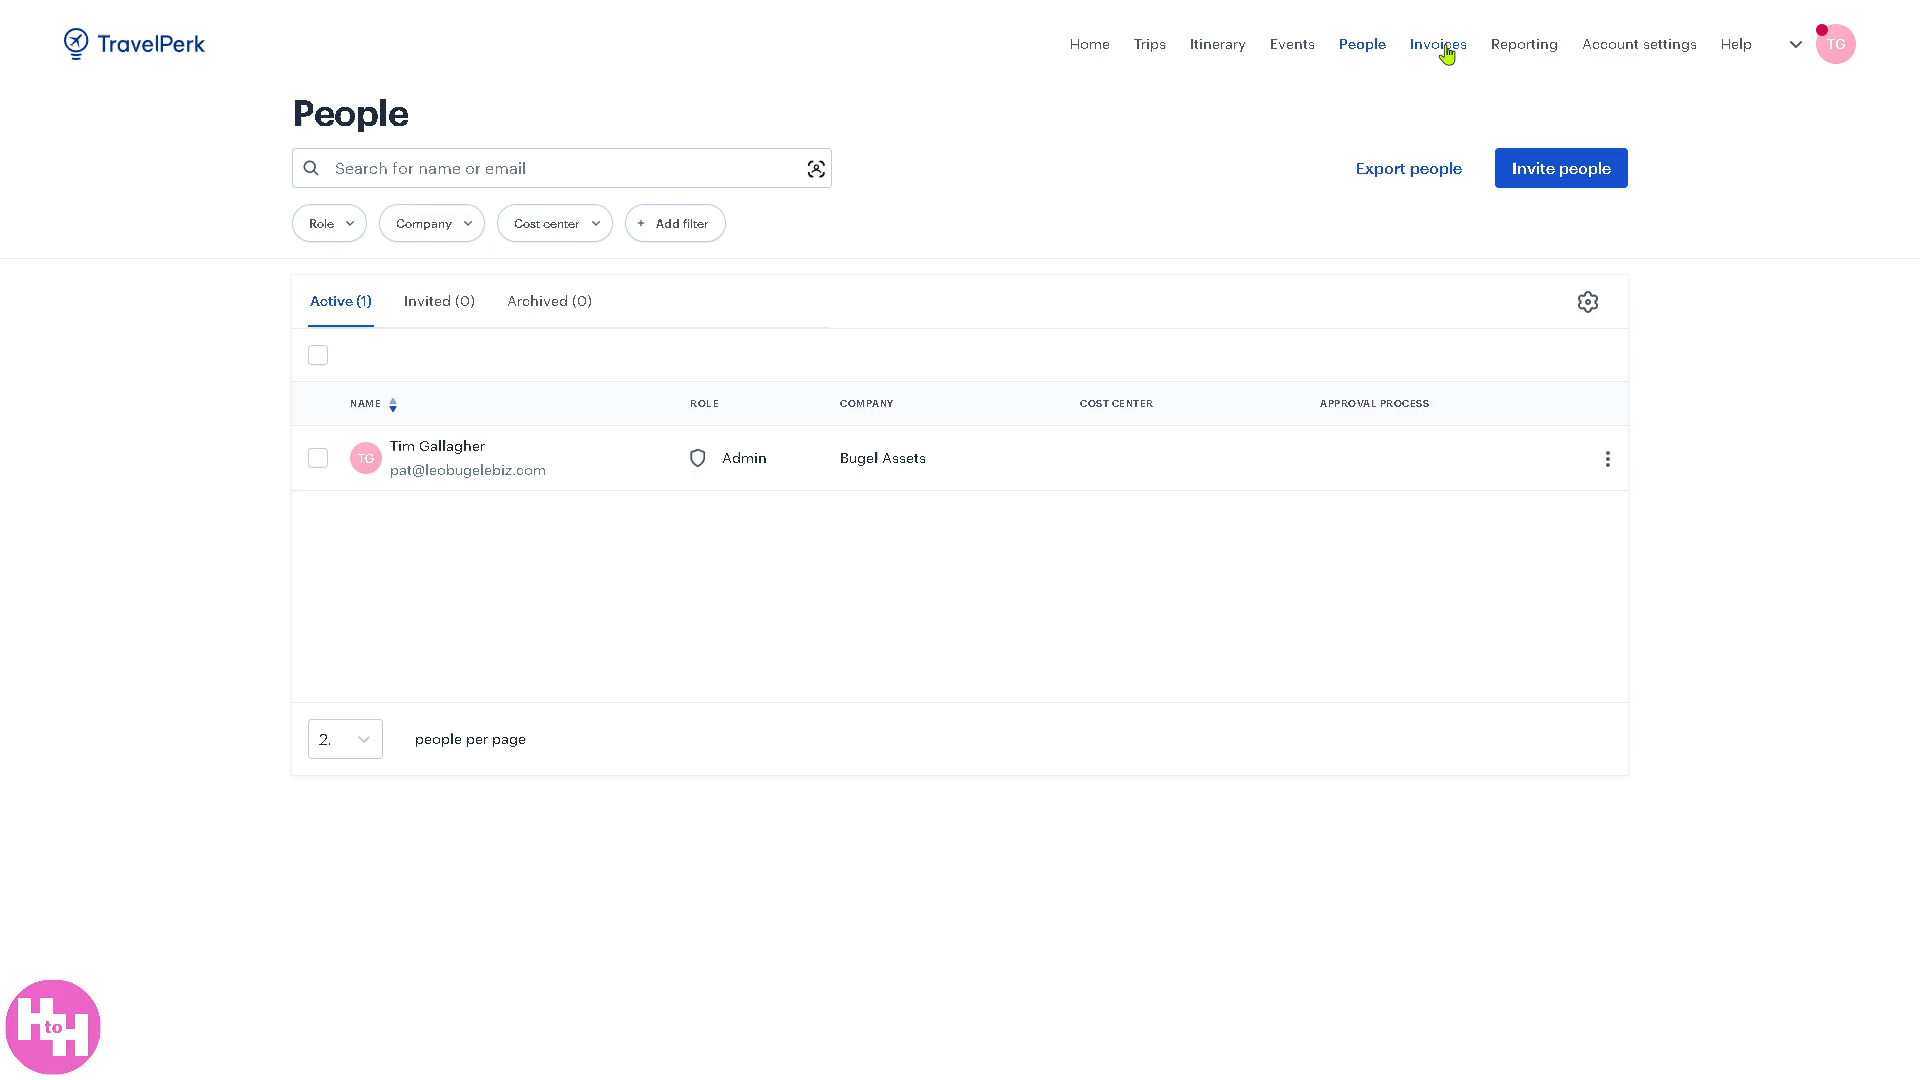 TravelPerk
Home Trips Itinerary Events People Invoices Reporting Account settings Help TG
People
Search for name or email
Export people Invite people
Role Company Cost center + Add filter
Active (1) Invited (0) Archived (0)
NAME ROLE COMPANY COST CENTER APPROVAL PROCESS
TG Tim Gallagher Admin Bugel Assets
pat@leobugelebiz.com
2. people per page
H to H